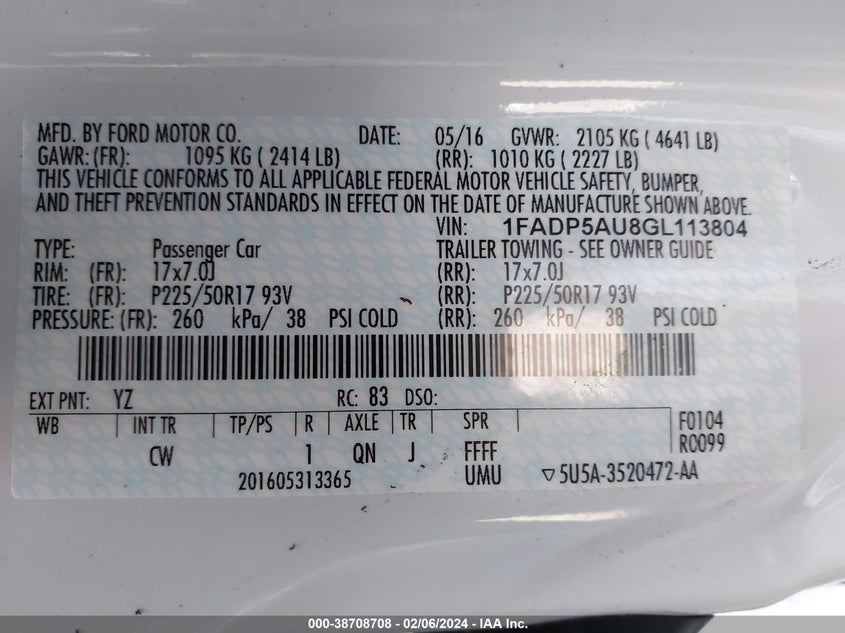 MFD. BY FORD MOTOR CO. DATE: 05/16 GVWR: 2105 KG ( 4641 LB)
GAWR: (FR): 1095 KG ( 2414 LB) (RR): 1010 KG ( 2227 LB)
THIS VEHICLE CONFORMS TO ALL APPLICABLE FEDERAL MOTOR VEHICLE SAFETY, BUMPER,
AND THEFT PREVENTION STANDARDS IN EFFECT ON THE DATE OF MANUFACTURE SHOWN ABOVE.
VIN: 1FADP5AU8GL113804
TYPE: Passenger Car TRAILER TOWING - SEE OWNER GUIDE
RIM: (FR): 17x7.0J (RR): 17x7.0J
TIRE: (FR): P225/50R17 93V (RR): P225/50R17 93V
PRESSURE: (FR): 260 kPa/ 38 PSI COLD (RR): 260 kPa/ 38 PSI COLD
EXT PNT: YZ RC: 83 DSO:
WB INT TR TP/PS R AXLE TR SPR F0104
RC099
CW 1 QN J FFFF
201605313365 UMU ▽5U5A-3520472-AA
000-38708708 - 02/06/2024 - IAA Inc.